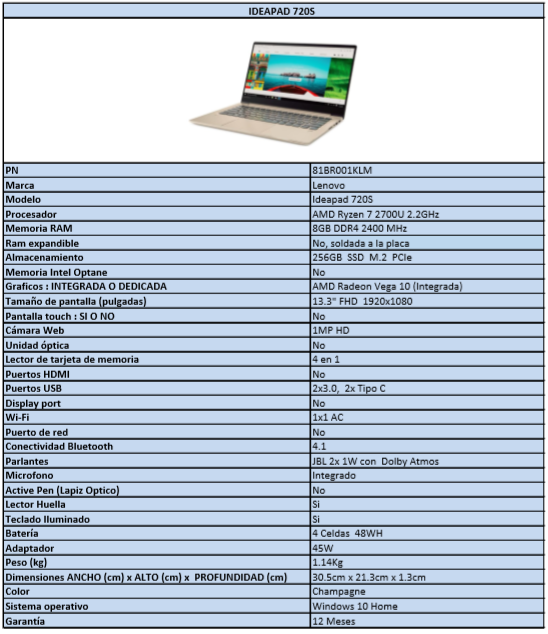 IDEAPAD 720S
PN 81BR001KLM
Marca Lenovo
Modelo Ideapad 720S
Procesador AMD Ryzen 7 2700U 2.2GHz
Memoria RAM 8GB DDR4 2400 MHz
Ram expandible No, soldada a la placa
Almacenamiento 256GB SSD M.2 PCIe
Memoria Intel Optane No
Graficos : INTEGRADA O DEDICADA AMD Radeon Vega 10 (Integrada)
Tamaño de pantalla (pulgadas) 13.3" FHD 1920x1080
Pantalla touch : SI O NO No
Cámara Web 1MP HD
Unidad óptica No
Lector de tarjeta de memoria 4 en 1
Puertos HDMI No
Puertos USB 2x3.0, 2x Tipo C
Display port No
Wi-Fi 1x1 AC
Puerto de red No
Conectividad Bluetooth 4.1
Parlantes JBL 2x 1W con Dolby Atmos
Microfono Integrado
Active Pen (Lapiz Optico) No
Lector Huella Si
Teclado Iluminado Si
Batería 4 Celdas 48WH
Adaptador 45W
Peso (kg) 1.14Kg
Dimensiones ANCHO (cm) x ALTO (cm) x PROFUNDIDAD (cm) 30.5cm x 21.3cm x 1.3cm
Color Champagne
Sistema operativo Windows 10 Home
Garantía 12 Meses